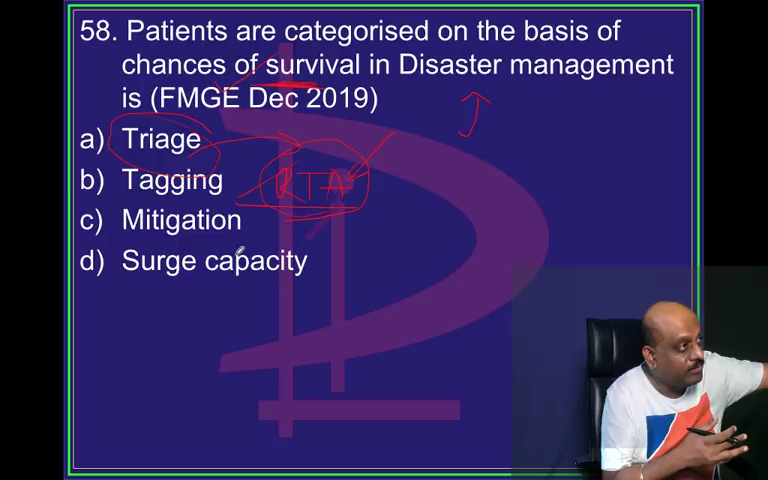 58. Patients are categorised on the basis of
chances of survival in Disaster management
is (FMGE Dec 2019)
a) Triage
b) Tagging
RTA
c) Mitigation
d) Surge capacity